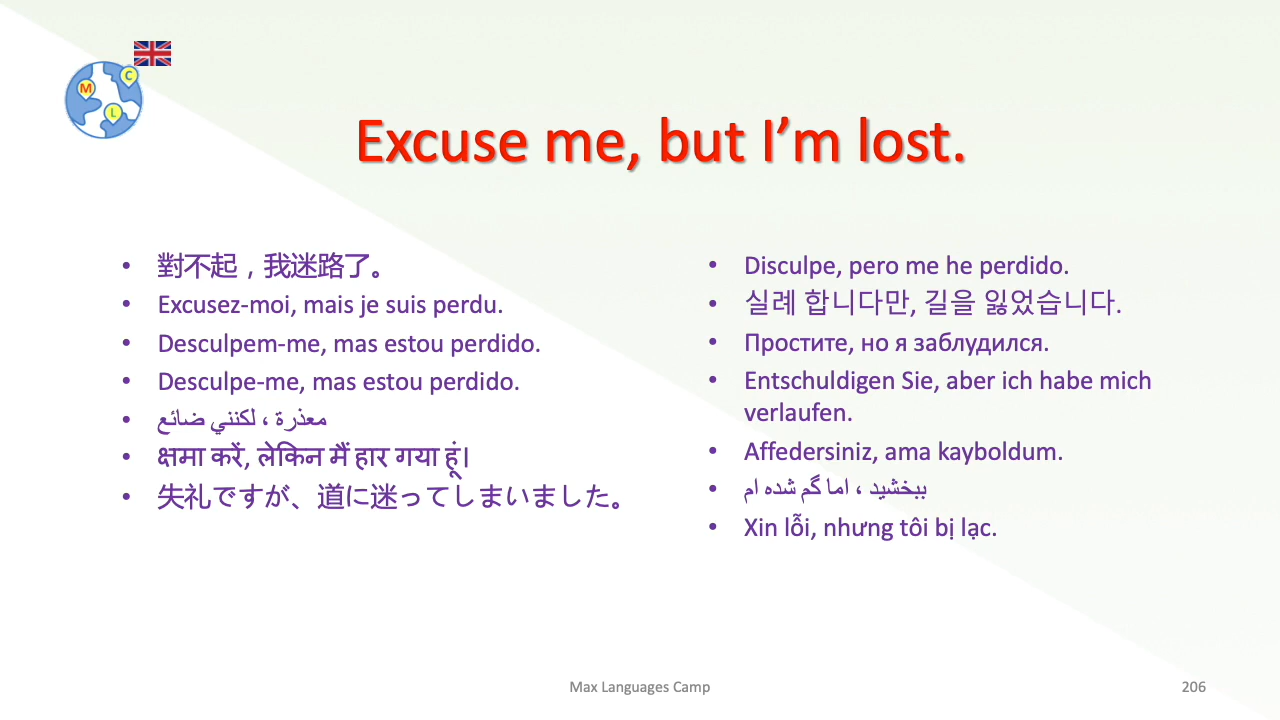 M
C
L
Excuse me, but I’m lost.
• 對不起，我迷路了。
• Excusez-moi, mais je suis perdu.
• Desculpem-me, mas estou perdido.
• Desculpe-me, mas estou perdido.
• معذرة ، لكنني ضائع
• क्षमा करें, लेकिन मैं हार गया हूं।
• 失礼ですが、道に迷ってしまいました。
• Disculpe, pero me he perdido.
• 실례 합니다만, 길을 잃었습니다.
• Простите, но я заблудился.
• Entschuldigen Sie, aber ich habe mich
verlaufen.
• Affedersiniz, ama kayboldum.
• ببخشید ، اما گم شده ام
• Xin lỗi, nhưng tôi bị lạc.
Max Languages Camp
206